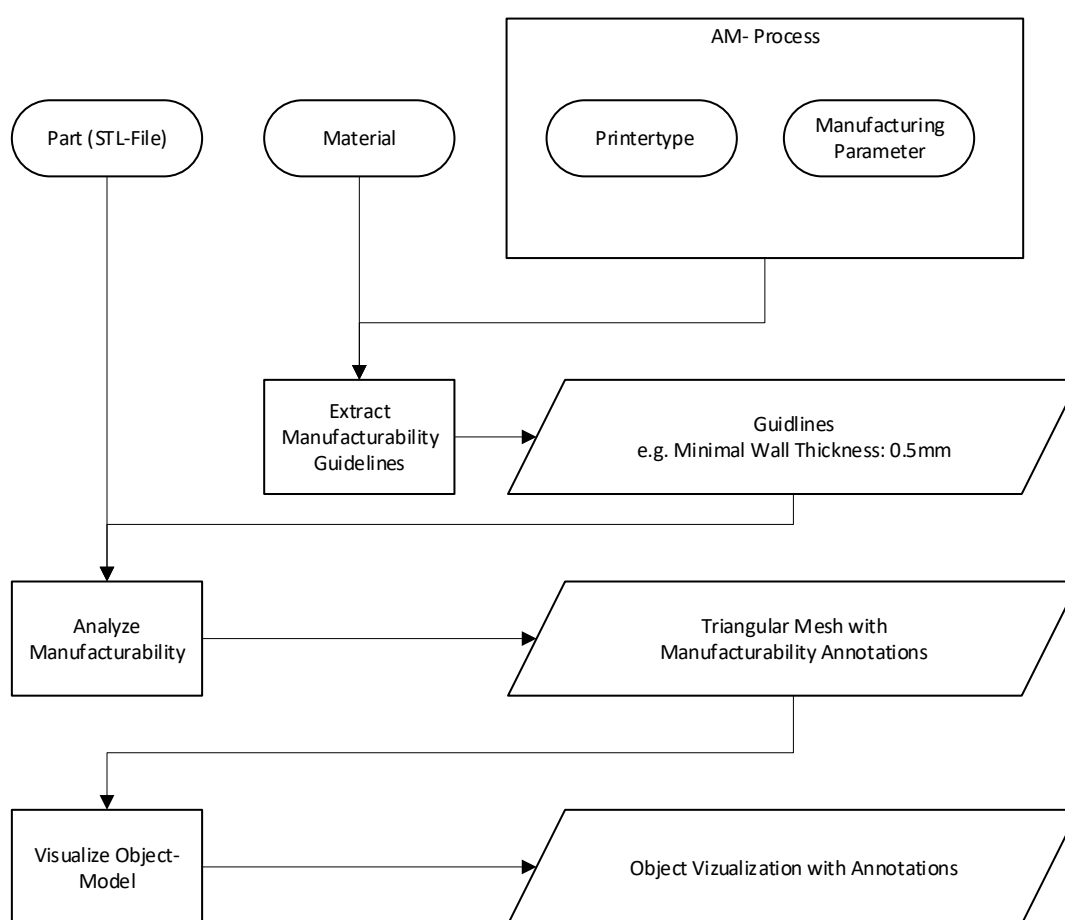 AM- Process
Part (STL-File)
Material
Printertype
Manufacturing
Parameter
Extract
Manufacturability
Guidelines
Guidlines
e.g. Minimal Wall Thickness: 0.5mm
Analyze
Manufacturability
Triangular Mesh with
Manufacturability Annotations
Visualize Object-
Model
Object Vizualization with Annotations